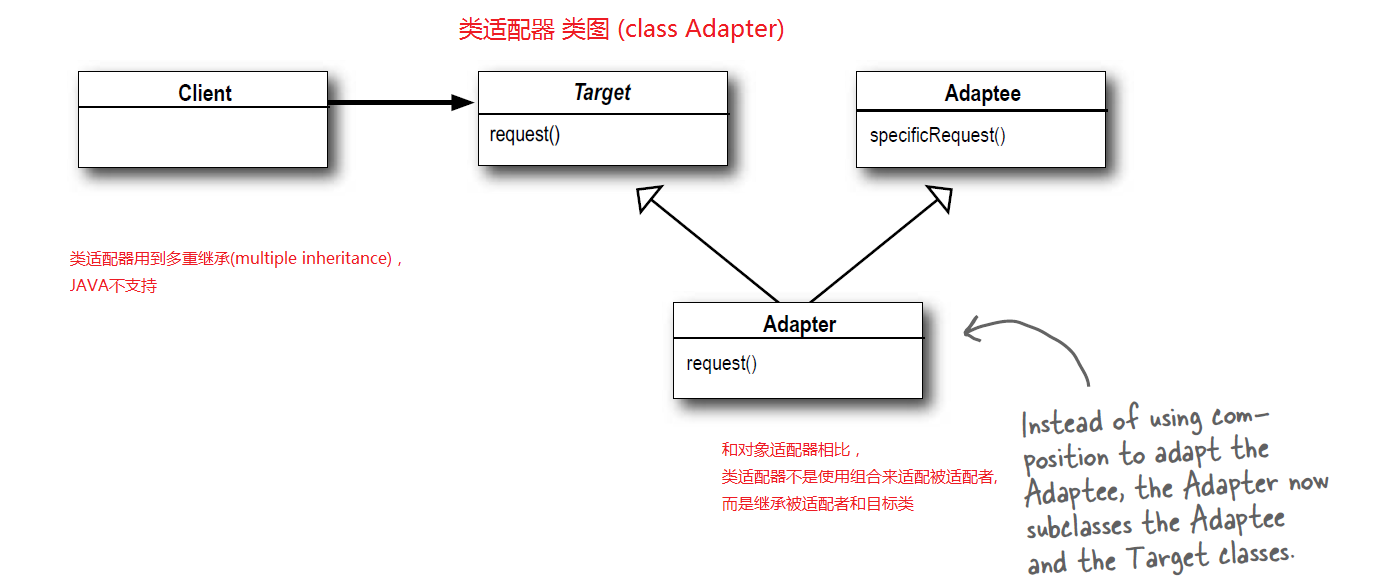 类适配器 类图 (class Adapter)
Client
Target
request()
Adaptee
specificRequest()
类适配器用到多重继承(multiple inheritance)，
JAVA不支持
Adapter
request()
和对象适配器相比，
类适配器不是使用组合来适配被适配者,
而是继承被适配者和目标类
Instead of using com-
position to adapt the
Adaptee, the Adapter now
subclasses the Adaptee
and the Target classes.